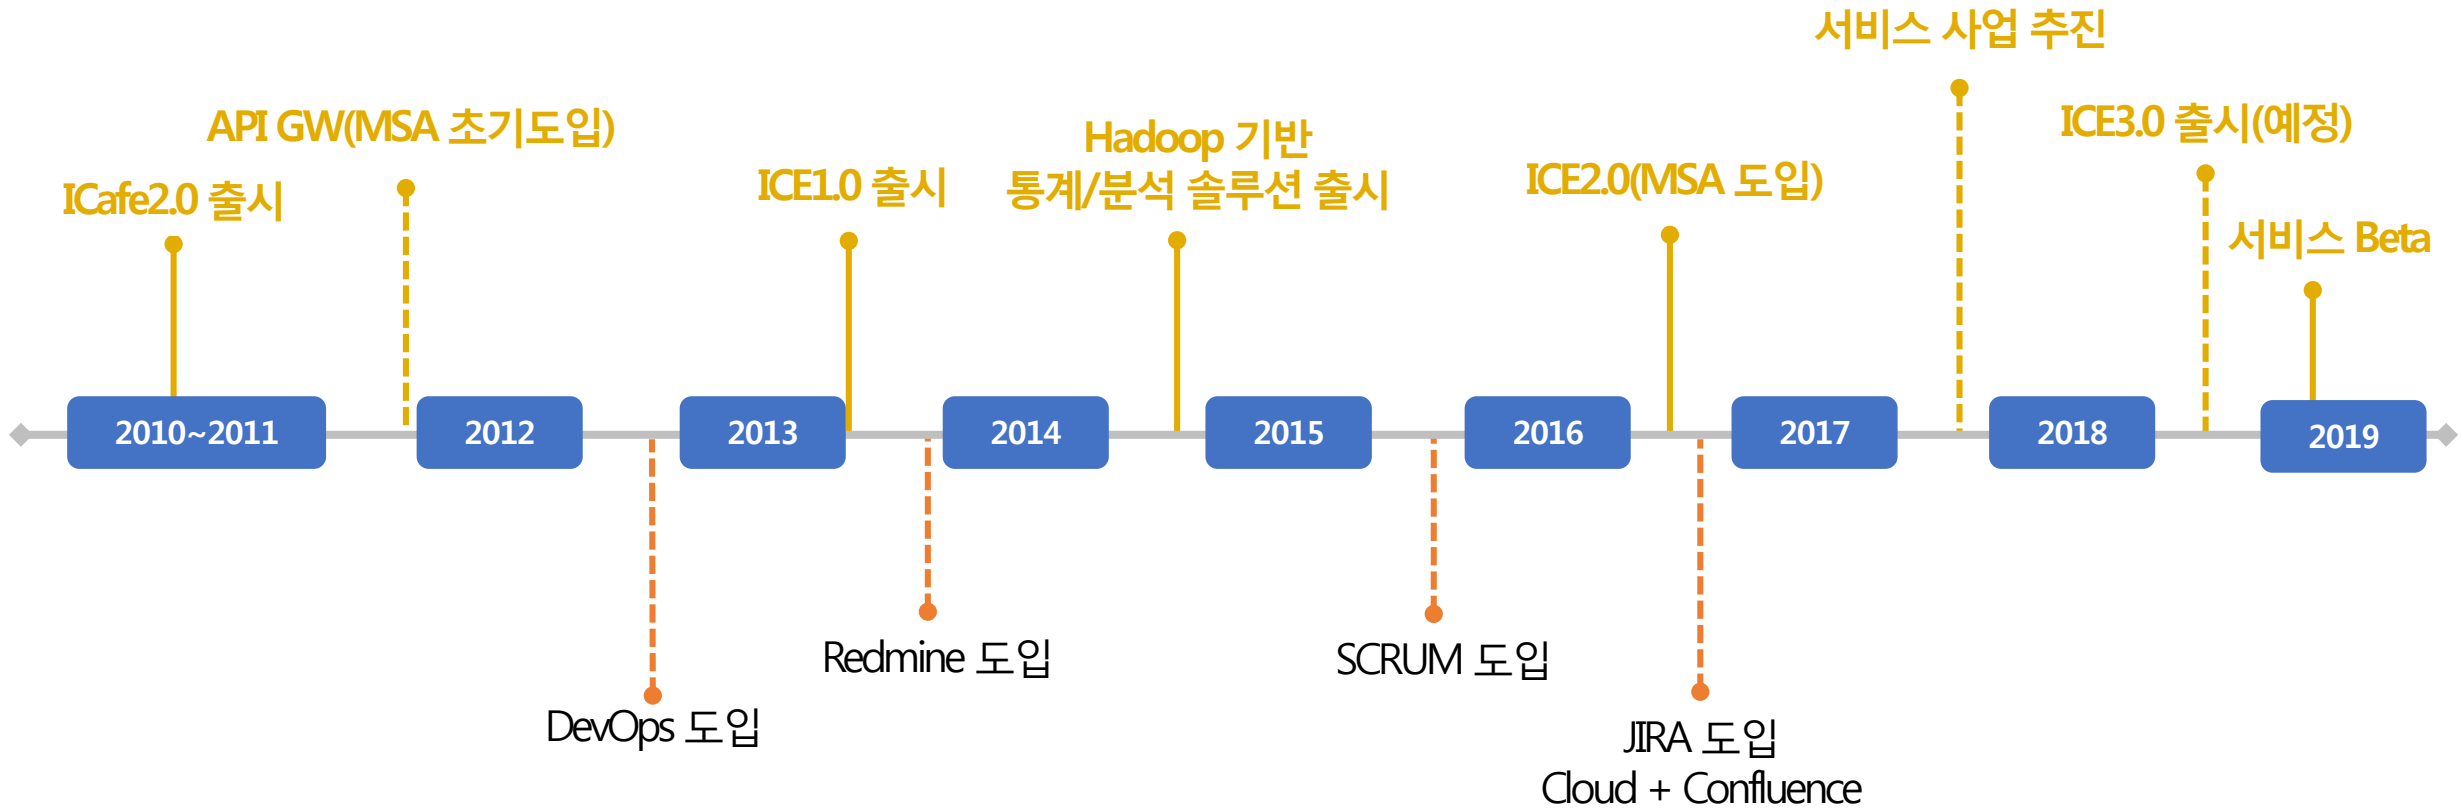 서비스 사업 추진
API GW(MSA 초기도입)
ICE3.0 출시(예정)
Hadoop 기반
통계/분석 솔루션 출시
ICafe2.0 출시
ICE1.0 출시
ICE2.0(MSA 도입)
서비스 Beta
2010~2011
2012
2013
2014
2015
2016
2017
2018
2019
Redmine 도입
SCRUM 도입
DevOps 도입
JIRA 도입
Cloud + Confluence